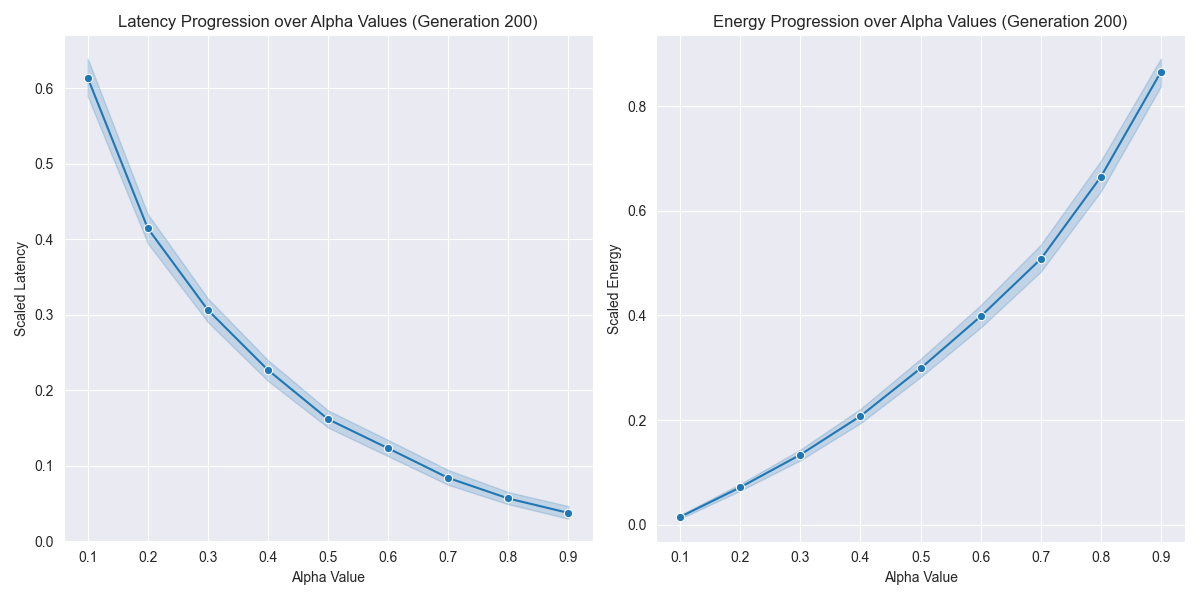 Latency Progression over Alpha Values (Generation 200)
Scaled Latency
0.6
0.5
0.4
0.3
0.2
0.1
0.0
0.1 0.2 0.3 0.4 0.5 0.6 0.7 0.8 0.9
Alpha Value
Energy Progression over Alpha Values (Generation 200)
Scaled Energy
0.8
0.6
0.4
0.2
0.0
0.1 0.2 0.3 0.4 0.5 0.6 0.7 0.8 0.9
Alpha Value